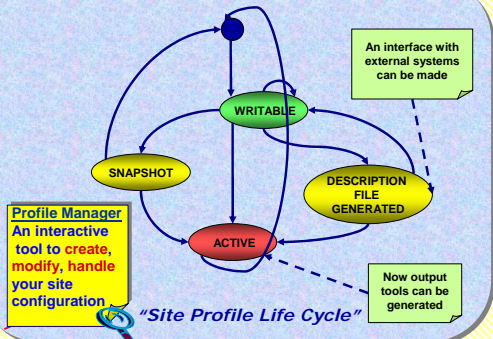 An interface with
external systems
can be made
WRITABLE
SNAPSHOT
DESCRIPTION
FILE
GENERATED
Profile Manager
An interactive
tool to create,
modify, handle
your site
configuration
ACTIVE
Now output
tools can be
generated
"Site Profile Life Cycle"